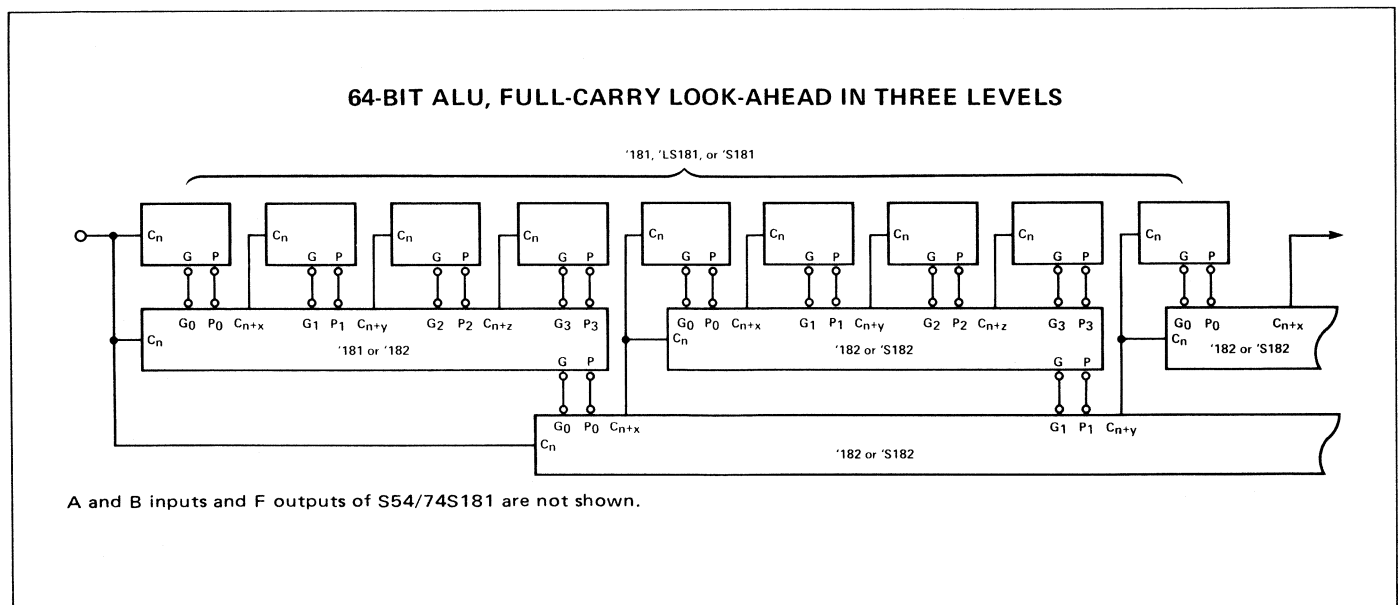 64-BIT ALU, FULL-CARRY LOOK-AHEAD IN THREE LEVELS
'181, 'LS181, or 'S181
Cn Cn Cn Cn Cn Cn Cn Cn Cn
G P G P G P G P G P G P G P G P G P
G0 P0 Cn+x G1 P1 Cn+y G2 P2 Cn+z G3 P3 G0 P0 Cn+x G1 P1 Cn+y G2 P2 Cn+z G3 P3 G0 P0 Cn+x
Cn Cn Cn
'181 or '182 '182 or 'S182 '182 or 'S182
G P G P
G0 P0 Cn+x G1 P1 Cn+y
Cn
'182 or 'S182
A and B inputs and F outputs of S54/74S181 are not shown.